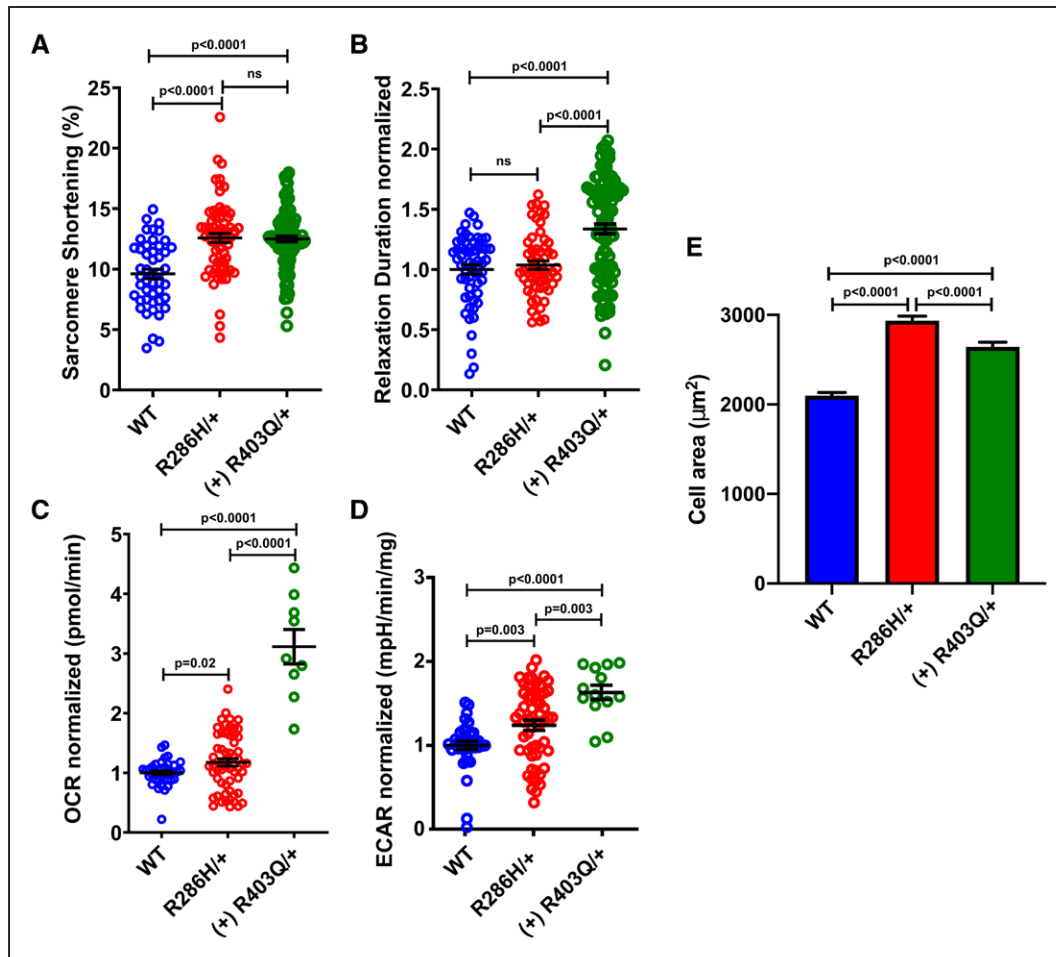 A
p<0.0001
ns
p<0.0001
Sarcomere Shortening (%)
25
20
15
10
5
0
WT
R286H/+
(+) R403Q/+
B
p<0.0001
p<0.0001
ns
Relaxation Duration normalized
2.5
2.0
1.5
1.0
0.5
0.0
WT
R286H/+
(+) R403Q/+
C
p<0.0001
p<0.0001
p=0.02
OCR normalized (pmol/min)
5
4
3
2
1
0
WT
R286H/+
(+) R403Q/+
D
p<0.0001
p=0.003
p=0.003
ECAR normalized (mpH/min/mg)
3
2
1
0
WT
R286H/+
(+) R403Q/+
E
p<0.0001
p<0.0001
p<0.0001
Cell area (μm²)
3000
2000
1000
0
WT
R286H/+
(+) R403Q/+